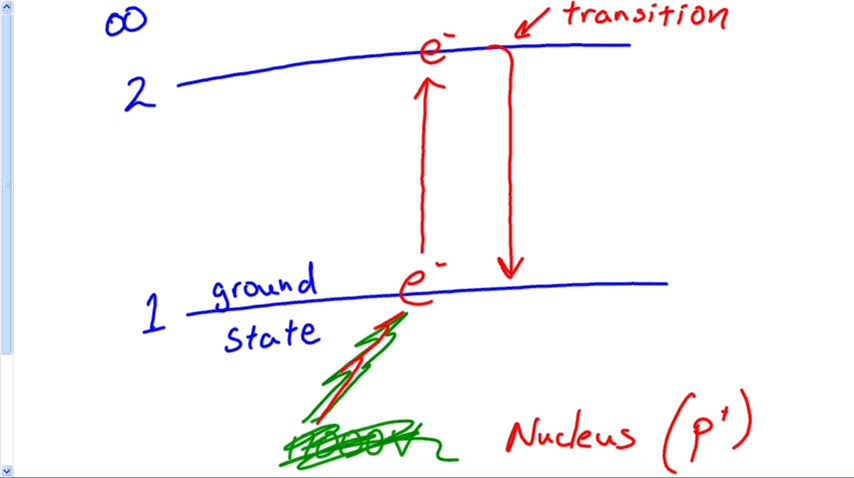 ∞
transition
e⁻
2
e⁻
ground
1
state
Nucleus (p⁺)